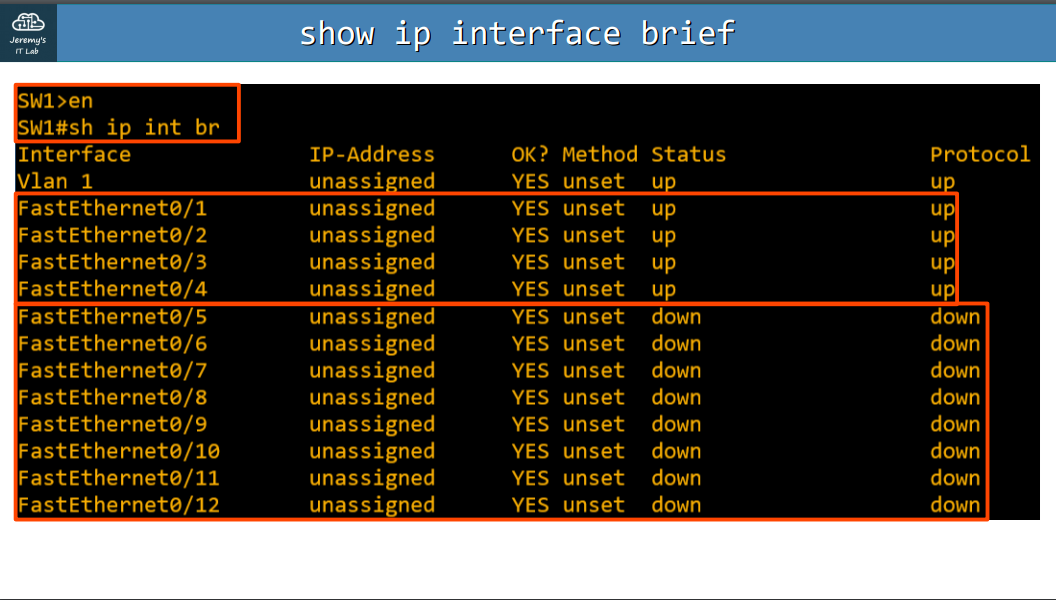 Jeremy's
IT Lab
show ip interface brief
SW1>en
SW1#sh ip int br
Interface IP-Address OK? Method Status Protocol
Vlan 1 unassigned YES unset up up
FastEthernet0/1 unassigned YES unset up up
FastEthernet0/2 unassigned YES unset up up
FastEthernet0/3 unassigned YES unset up up
FastEthernet0/4 unassigned YES unset up up
FastEthernet0/5 unassigned YES unset down down
FastEthernet0/6 unassigned YES unset down down
FastEthernet0/7 unassigned YES unset down down
FastEthernet0/8 unassigned YES unset down down
FastEthernet0/9 unassigned YES unset down down
FastEthernet0/10 unassigned YES unset down down
FastEthernet0/11 unassigned YES unset down down
FastEthernet0/12 unassigned YES unset down down